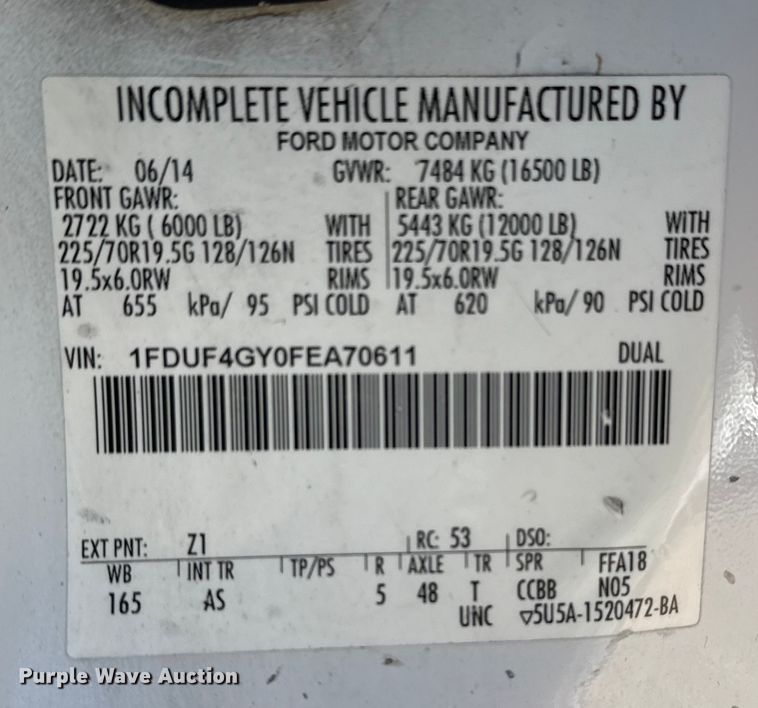 INCOMPLETE VEHICLE MANUFACTURED BY
FORD MOTOR COMPANY
DATE: 06/14 GVWR: 7484 KG (16500 LB)
FRONT GAWR: REAR GAWR:
2722 KG ( 6000 LB) WITH 5443 KG (12000 LB) WITH
225/70R19.5G 128/126N TIRES 225/70R19.5G 128/126N TIRES
19.5x6.0RW RIMS 19.5x6.0RW RIMS
AT 655 kPa/ 95 PSI COLD AT 620 kPa/ 90 PSI COLD
VIN: 1FDUF4GY0FEA70611 DUAL
EXT PNT: Z1 RC: 53 DSO:
WB INT TR TP/PS R AXLE TR SPR FFA18
165 AS 5 48 T CCBB N05
UNC ▽5U5A-1520472-BA
Purple Wave Auction